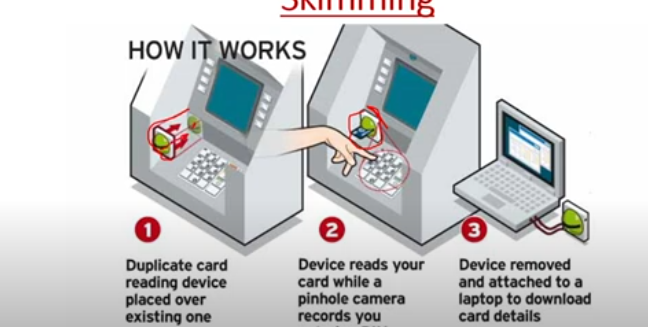 Skimming
HOW IT WORKS
1
Duplicate card
reading device
placed over
existing one
2
Device reads your
card while a
pinhole camera
records you
3
Device removed
and attached to a
laptop to download
card details